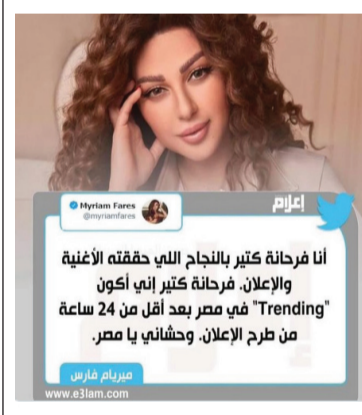 إعلام
Myriam Fares
@myriamfares
أنا فرحانة كتير بالنجاح اللي حققته الأغنية
والإعلان. فرحانة كتير إني أكون
"Trending" في مصر بعد أقل من 24 ساعة
من طرح الإعلان. وحشاني يا مصر.
ميريام فارس
www.e3lam.com